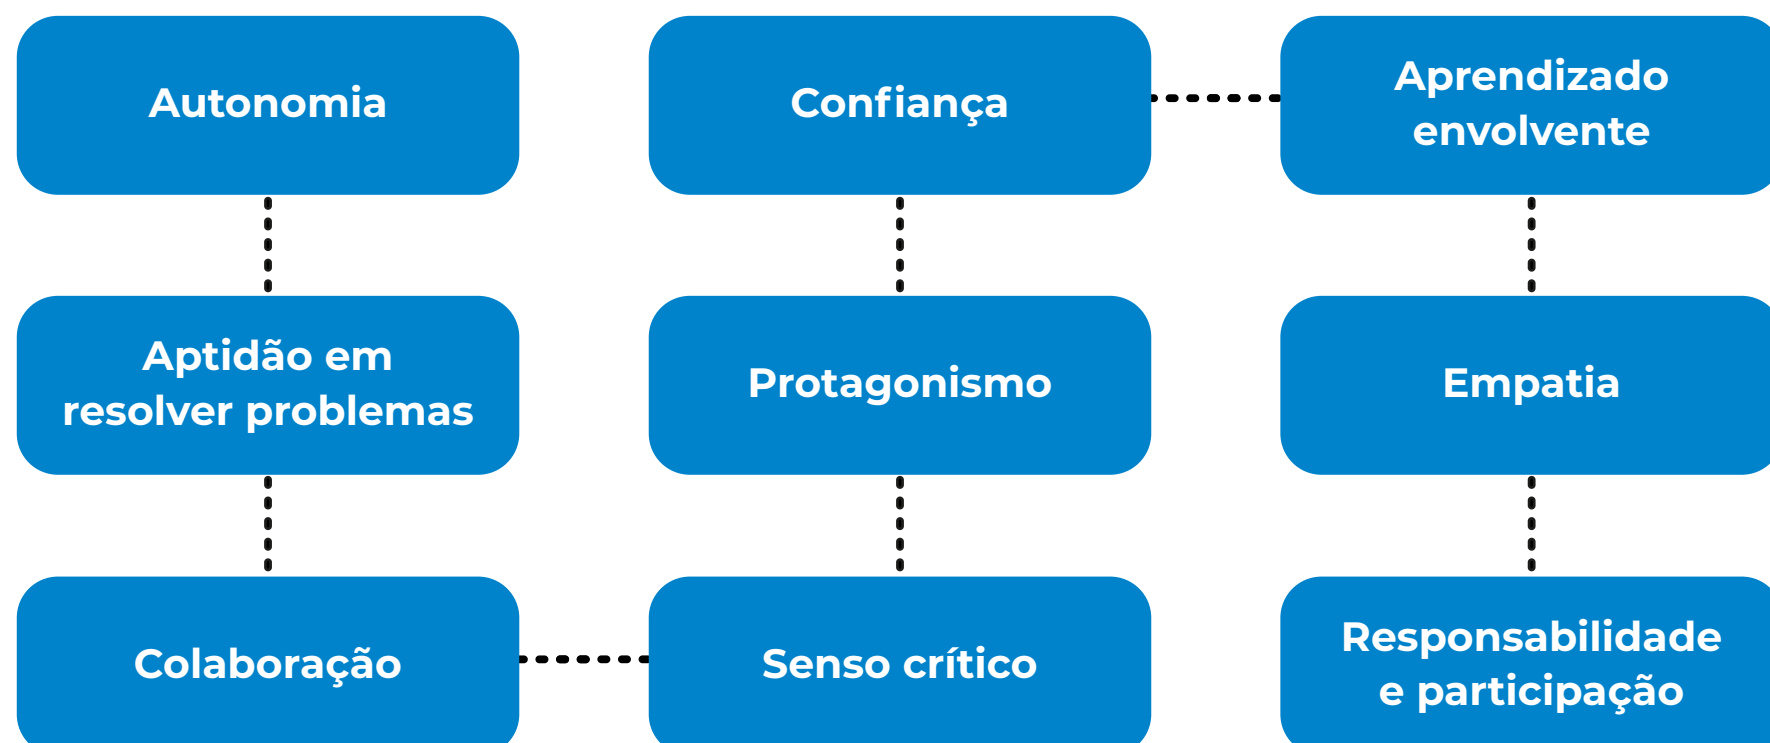 Autonomia
Aptidão em
resolver problemas
Colaboração
Senso crítico
Protagonismo
Confiança
Aprendizado
envolvente
Empatia
Responsabilidade
e participação